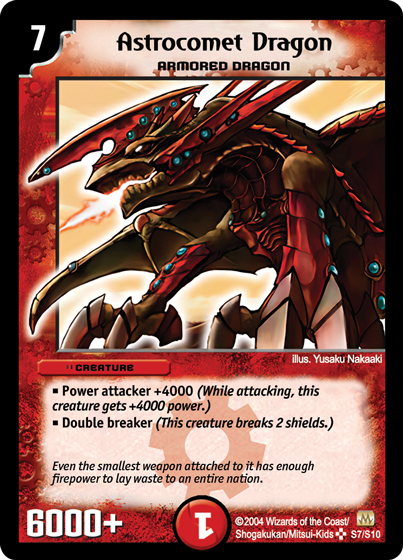 7
Astrocomet Dragon
ARMORED DRAGON
illus. Yusaku Nakaaki
CREATURE
■ Power attacker +4000 (While attacking, this
creature gets +4000 power.)
■ Double breaker (This creature breaks 2 shields.)
Even the smallest weapon attached to it has enough
firepower to lay waste to an entire nation.
6000+
1
©2004 Wizards of the Coast/
Shogakukan/Mitsui-Kids S7/S10